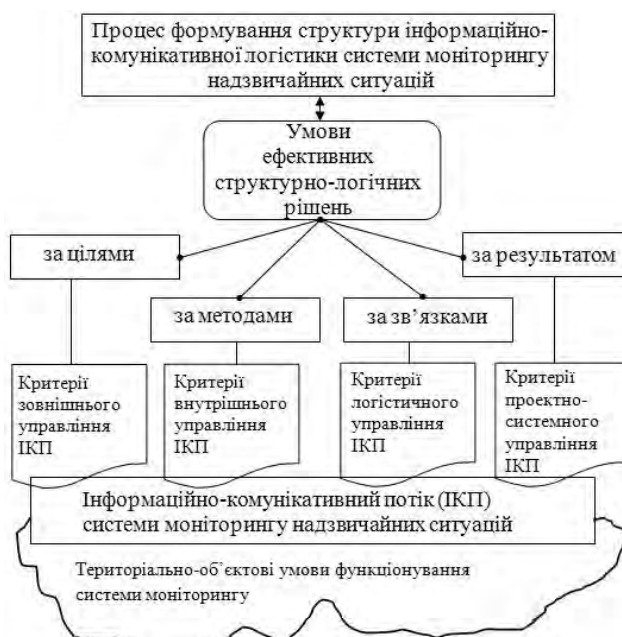 Процес формування структури інформаційно-
комунікативної логістики системи моніторингу
надзвичайних ситуацій
Умови
ефективних
структурно-логічних
рішень
за цілями
за результатом
за методами
за зв’язками
Критерії
зовнішнього
управління
ІКП
Критерії
внутрішнього
управління
ІКП
Критерії
логістичного
управління
ІКП
Критерії
проектно-
системного
управління
ІКП
Інформаційно-комунікативний потік (ІКП)
системи моніторингу надзвичайних ситуацій
Територіально-об’єктові умови функціонування
системи моніторингу